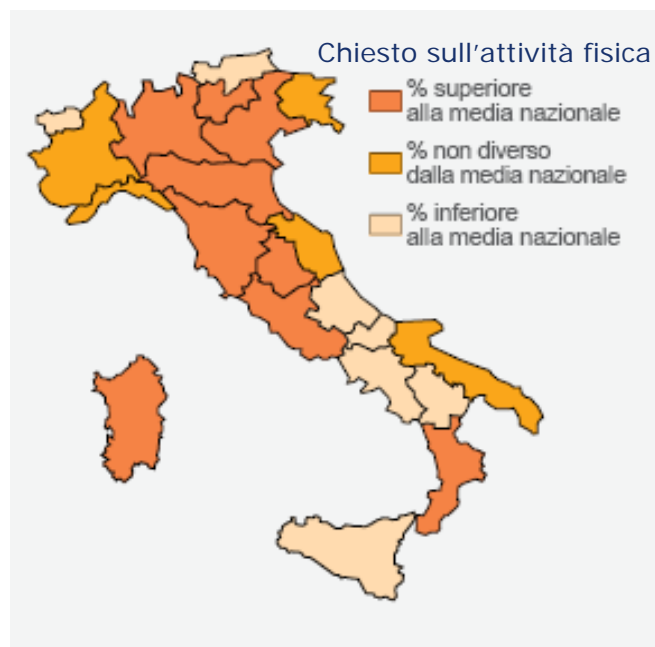 Chiesto sull'attività fisica
% superiore
alla media nazionale
% non diverso
dalla media nazionale
% inferiore
alla media nazionale